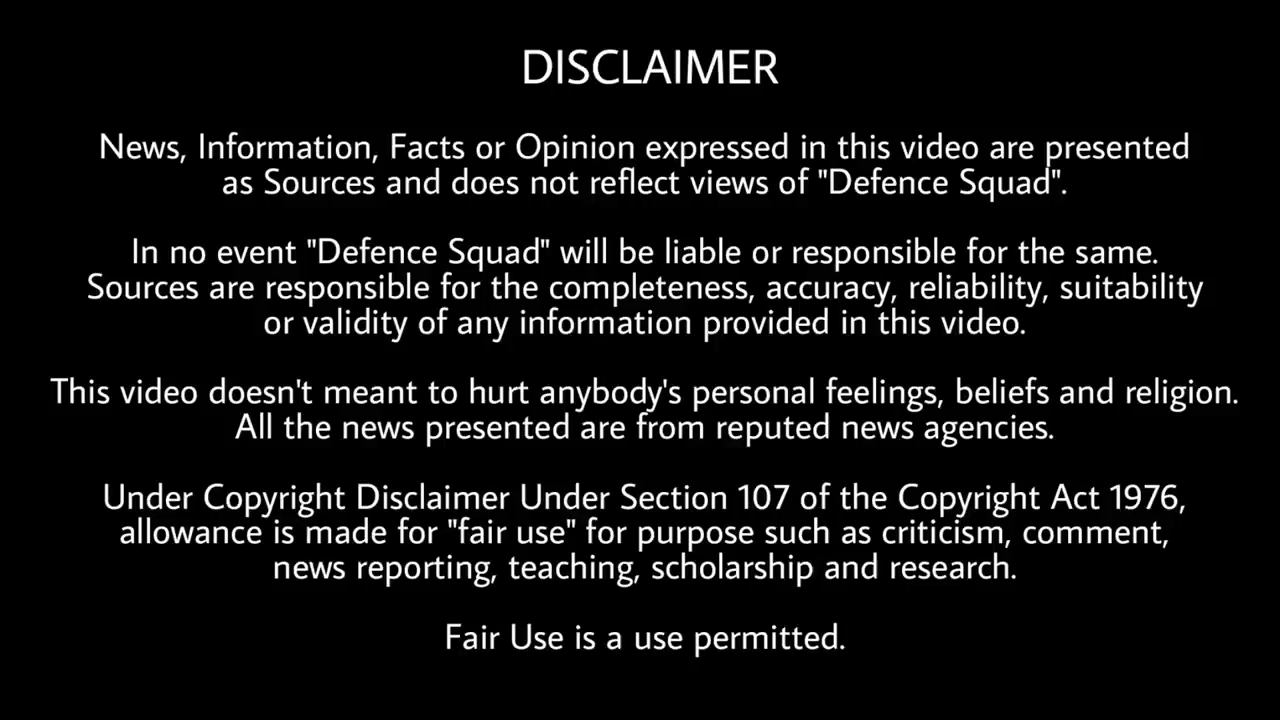 DISCLAIMER
News, Information, Facts or Opinion expressed in this video are presented
as Sources and does not reflect views of "Defence Squad".
In no event "Defence Squad" will be liable or responsible for the same.
Sources are responsible for the completeness, accuracy, reliability, suitability
or validity of any information provided in this video.
This video doesn't meant to hurt anybody's personal feelings, beliefs and religion.
All the news presented are from reputed news agencies.
Under Copyright Disclaimer Under Section 107 of the Copyright Act 1976,
allowance is made for "fair use" for purpose such as criticism, comment,
news reporting, teaching, scholarship and research.
Fair Use is a use permitted.